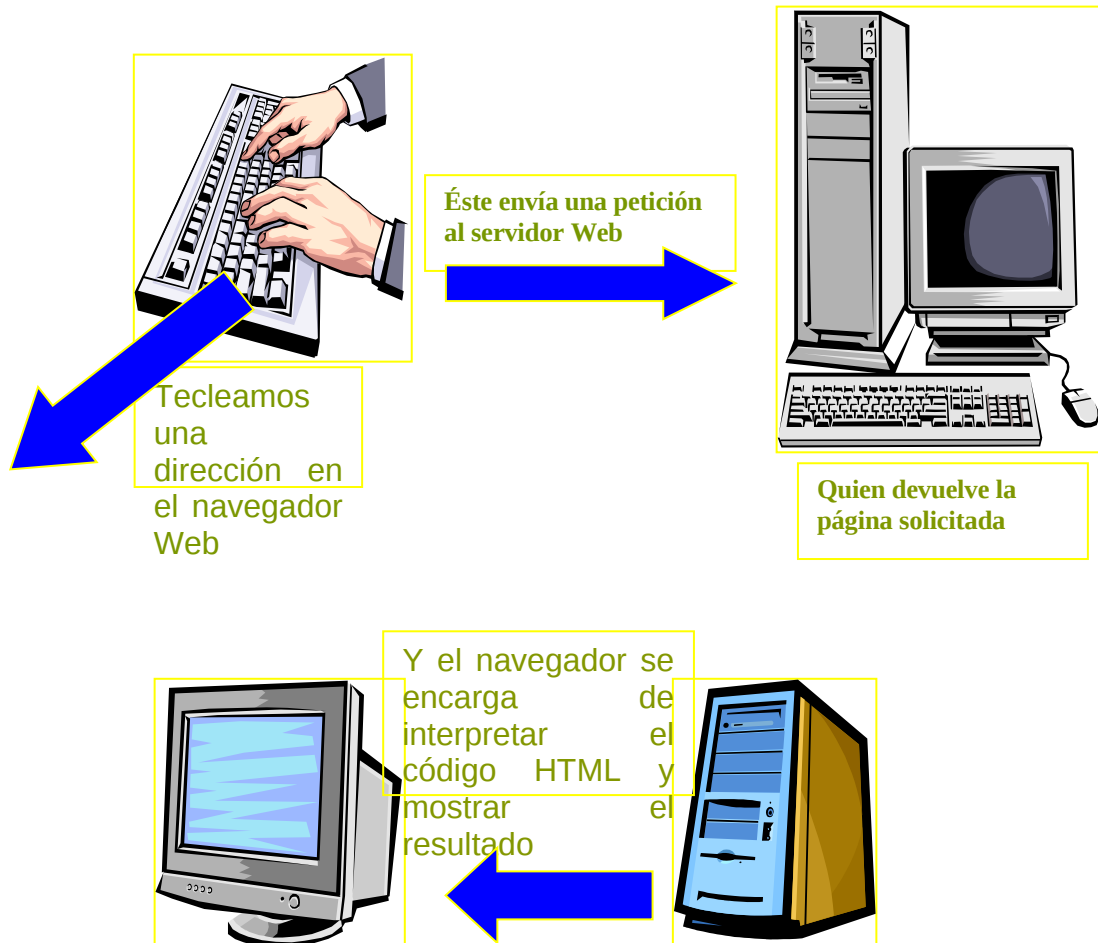 Éste envía una petición
al servidor Web
Tecleamos
una
dirección en
el navegador
Web
Quien devuelve la
página solicitada
Y el navegador se
encarga de
interpretar el
código HTML y
mostrar el
resultado